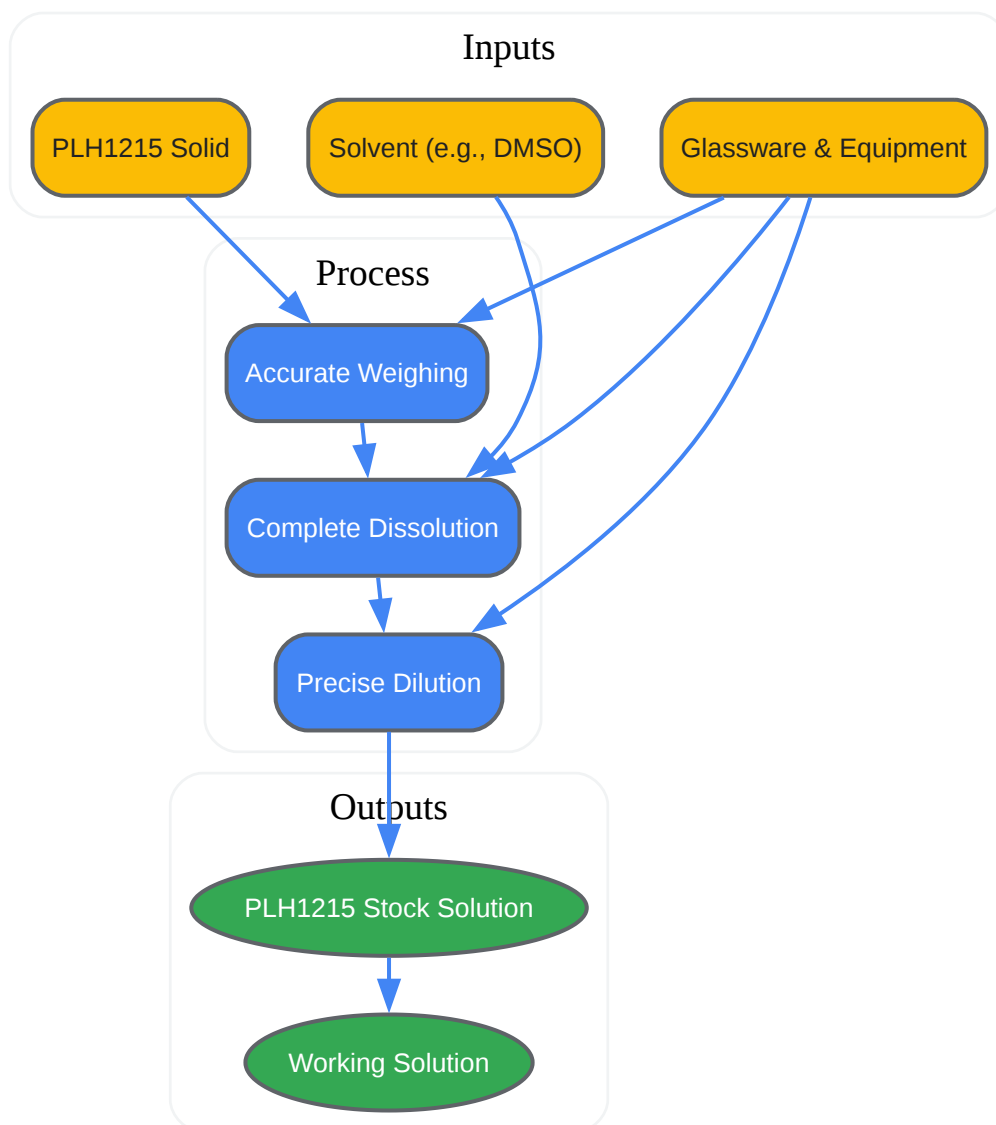 Inputs
PLH1215 Solid
Solvent (e.g., DMSO)
Glassware & Equipment
Process
Accurate Weighing
Complete Dissolution
Precise Dilution
Outputs
PLH1215 Stock Solution
Working Solution